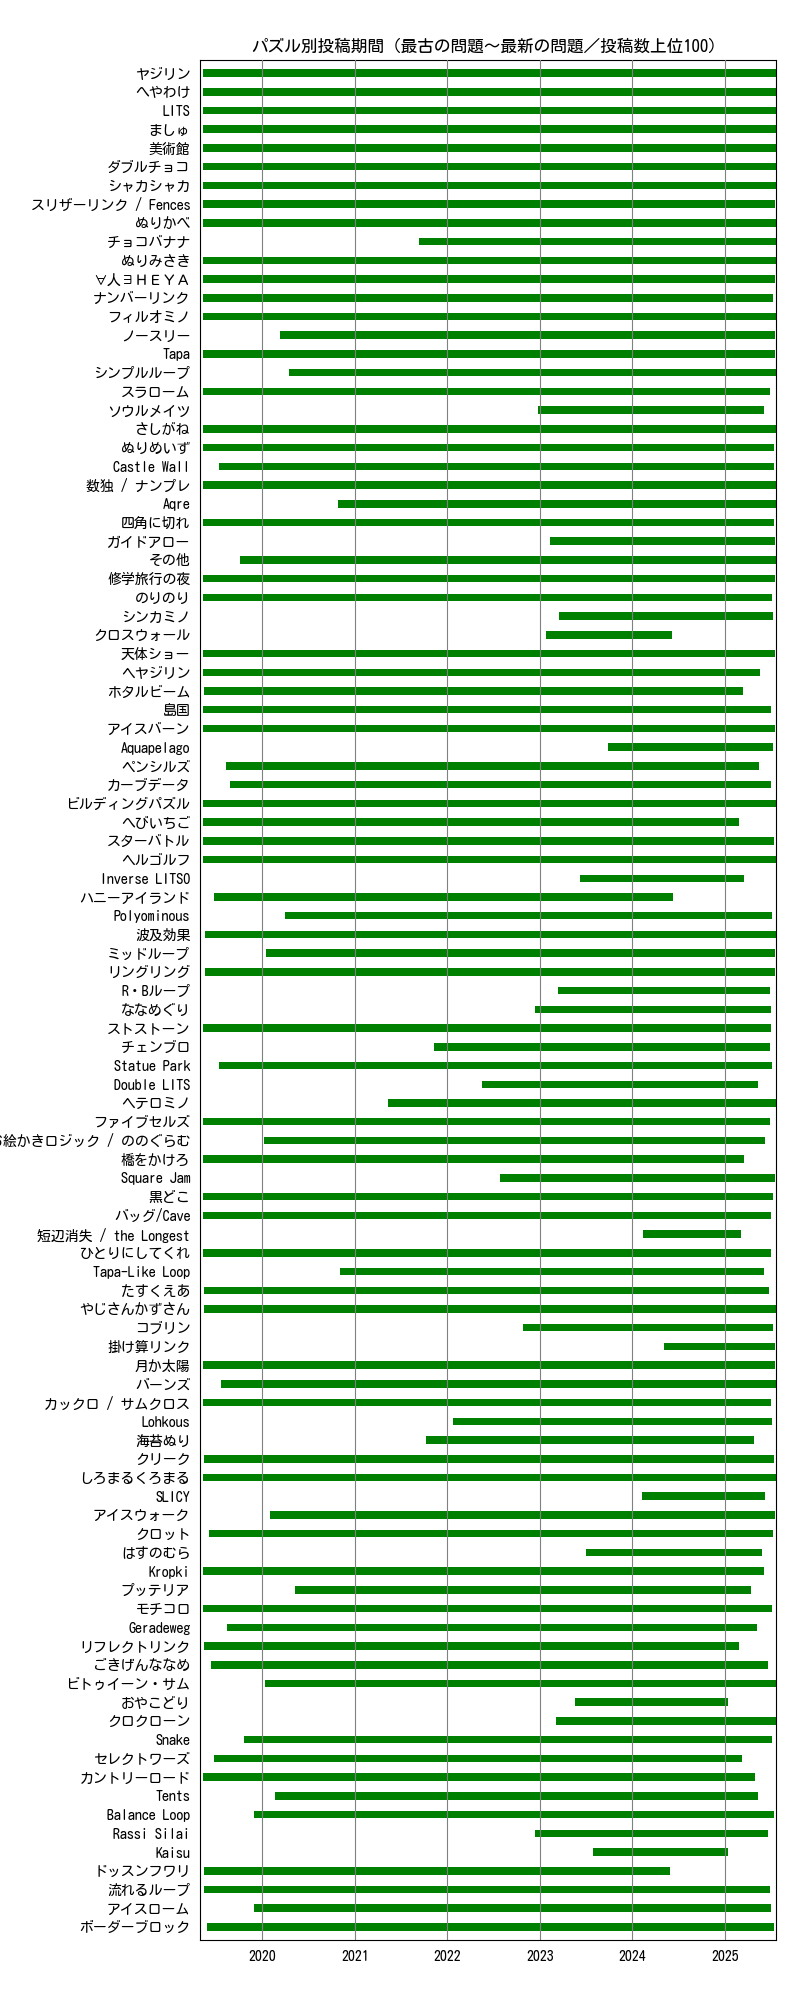 パズル別投稿期間（最古の問題～最新の問題／投稿数上位100）
ヤジリン
へやわけ
LITS
ましゅ
美術館
ダブルチョコ
シャカシャカ
スリザーリンク / Fences
ぬりかべ
チョコバナナ
ぬりみさき
∀人∃ＨＥＹＡ
ナンバーリンク
フィルオミノ
ノースリー
Tapa
シンプルループ
スラローム
ソウルメイツ
さしがね
ぬりめいず
Castle Wall
数独 / ナンプレ
Aqre
四角に切れ
ガイドアロー
その他
修学旅行の夜
のりのり
シンカミノ
クロスウォール
天体ショー
ヘヤジリン
ホタルビーム
島国
アイスバーン
Aquapelago
ペンシルズ
カーブデータ
ビルディングパズル
へびいちご
スターバトル
ヘルゴルフ
Inverse LITSO
ハニーアイランド
Polyominous
波及効果
ミッドループ
リングリング
R・Bループ
ななめぐり
ストストーン
チェンブロ
Statue Park
Double LITS
ヘテロミノ
ファイブセルズ
絵かきロジック / ののぐらむ
橋をかけろ
Square Jam
黒どこ
バッグ/Cave
短辺消失 / the Longest
ひとりにしてくれ
Tapa-Like Loop
たすくえあ
やじさんかずさん
コブリン
掛け算リンク
月か太陽
バーンズ
カックロ / サムクロス
Lohkous
海苔ぬり
クリーク
しろまるくろまる
SLICY
アイスウォーク
クロット
はすのむら
Kropki
プッテリア
モチコロ
Geradeweg
リフレクトリンク
ごきげんななめ
ビトゥイーン・サム
おやこどり
クロクローン
Snake
セレクトワーズ
カントリーロード
Tents
Balance Loop
Rassi Silai
Kaisu
ドッスンフワリ
流れるループ
アイスローム
ボーダーブロック
2020 2021 2022 2023 2024 2025